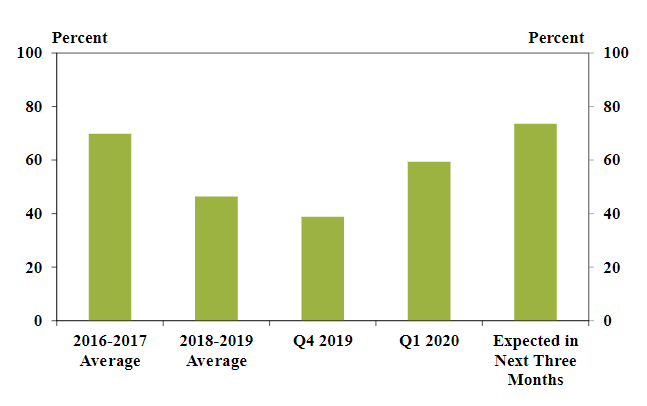 Percent Percent
100 100
80 80
60 60
40 40
20 20
0 0
2016-2017 2018-2019 Q4 2019 Q1 2020 Expected in
Average Average Next Three
Months